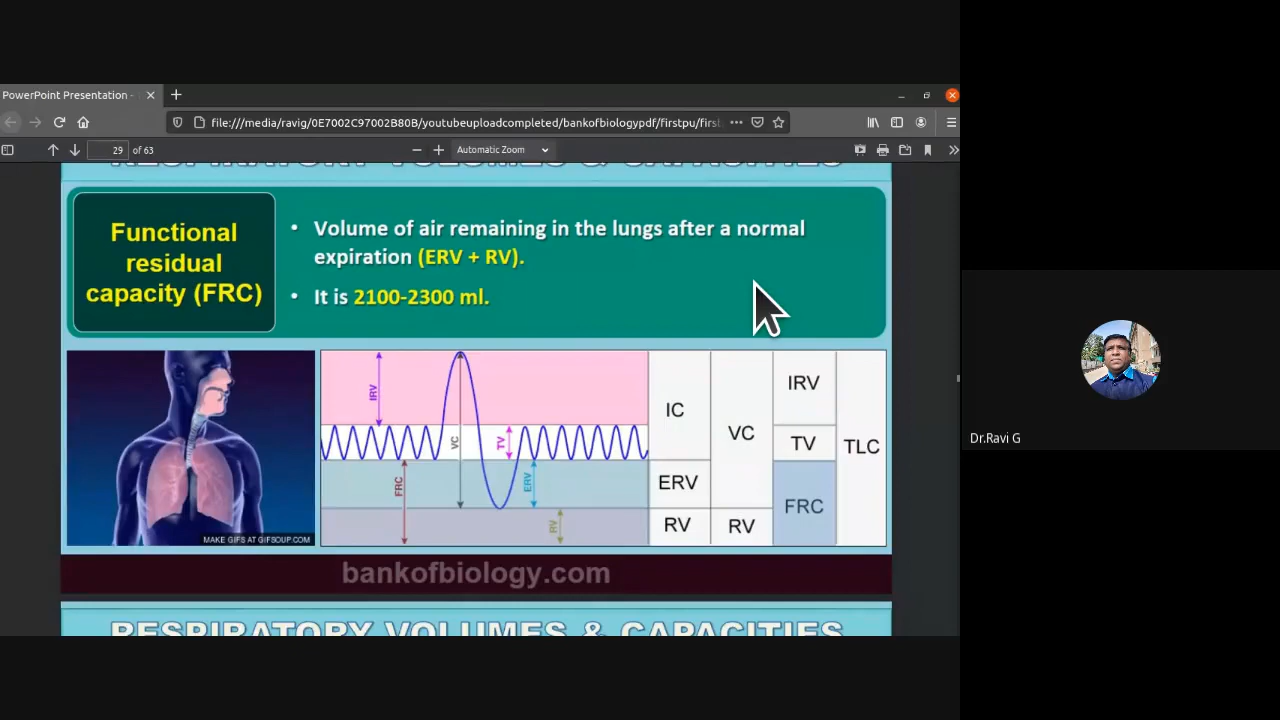 PowerPoint Presentation -
file:///media/ravig/0E7002C97002B80B/youtubeuploadcompleted/bankofbiologypdf/firstpu/first
29 of 63
Automatic Zoom
RESPIRATORY VOLUMES & CAPACITIES
Functional
residual
capacity (FRC)
• Volume of air remaining in the lungs after a normal
expiration (ERV + RV).
• It is 2100-2300 ml.
MAKE GIFS AT GIFSOUP.COM
IRV
VC
TV
FRC
ERV
RV
IC
VC
IRV
TV
TLC
ERV
FRC
RV
RV
bankofbiology.com
RESPIRATORY VOLUMES & CAPACITIES
Dr.Ravi G